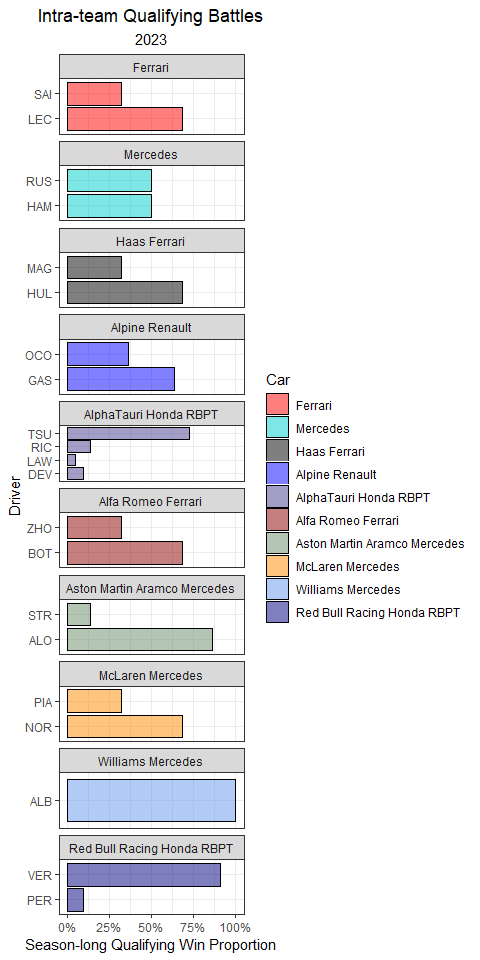 Intra-team Qualifying Battles
2023
Ferrari
SAI
LEC
Mercedes
RUS
HAM
Haas Ferrari
MAG
HUL
Alpine Renault
OCO
GAS
AlphaTauri Honda RBPT
TSU
RIC
LAW
DEV
Alfa Romeo Ferrari
ZHO
BOT
Aston Martin Aramco Mercedes
STR
ALO
McLaren Mercedes
PIA
NOR
Williams Mercedes
ALB
Red Bull Racing Honda RBPT
VER
PER
0% 25% 50% 75% 100%
Season-long Qualifying Win Proportion
Driver
Car
Ferrari
Mercedes
Haas Ferrari
Alpine Renault
AlphaTauri Honda RBPT
Alfa Romeo Ferrari
Aston Martin Aramco Mercedes
McLaren Mercedes
Williams Mercedes
Red Bull Racing Honda RBPT